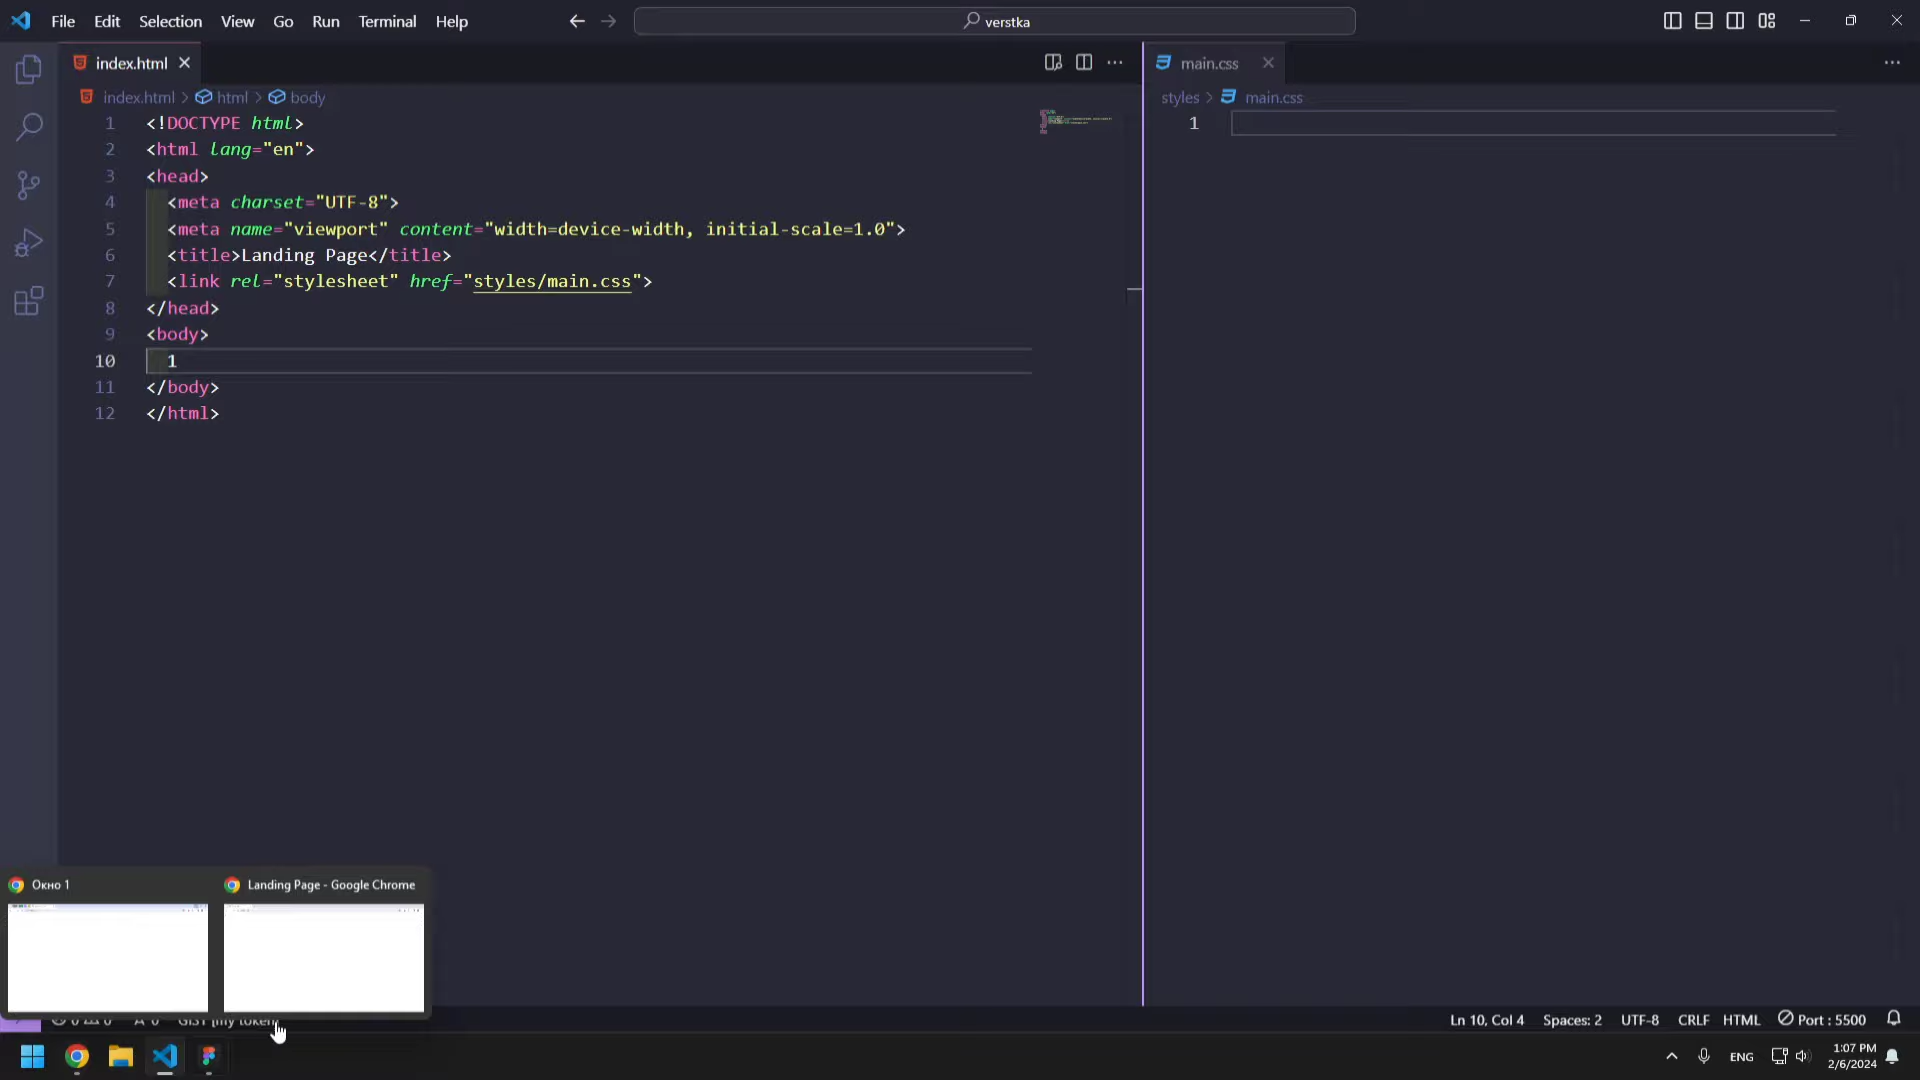 File Edit Selection View Go Run Terminal Help
verstka
index.html
main.css
index.html > html > body
styles > main.css
1 <!DOCTYPE html>
2 <html lang="en">
3 <head>
4 <meta charset="UTF-8">
5 <meta name="viewport" content="width=device-width, initial-scale=1.0">
6 <title>Landing Page</title>
7 <link rel="stylesheet" href="styles/main.css">
8 </head>
9 <body>
10 1
11 </body>
12 </html>
1
Окно 1
Landing Page - Google Chrome
GIST [my token]
Ln 10, Col 4 Spaces: 2 UTF-8 CRLF HTML Port : 5500
ENG
1:07 PM
2/6/2024